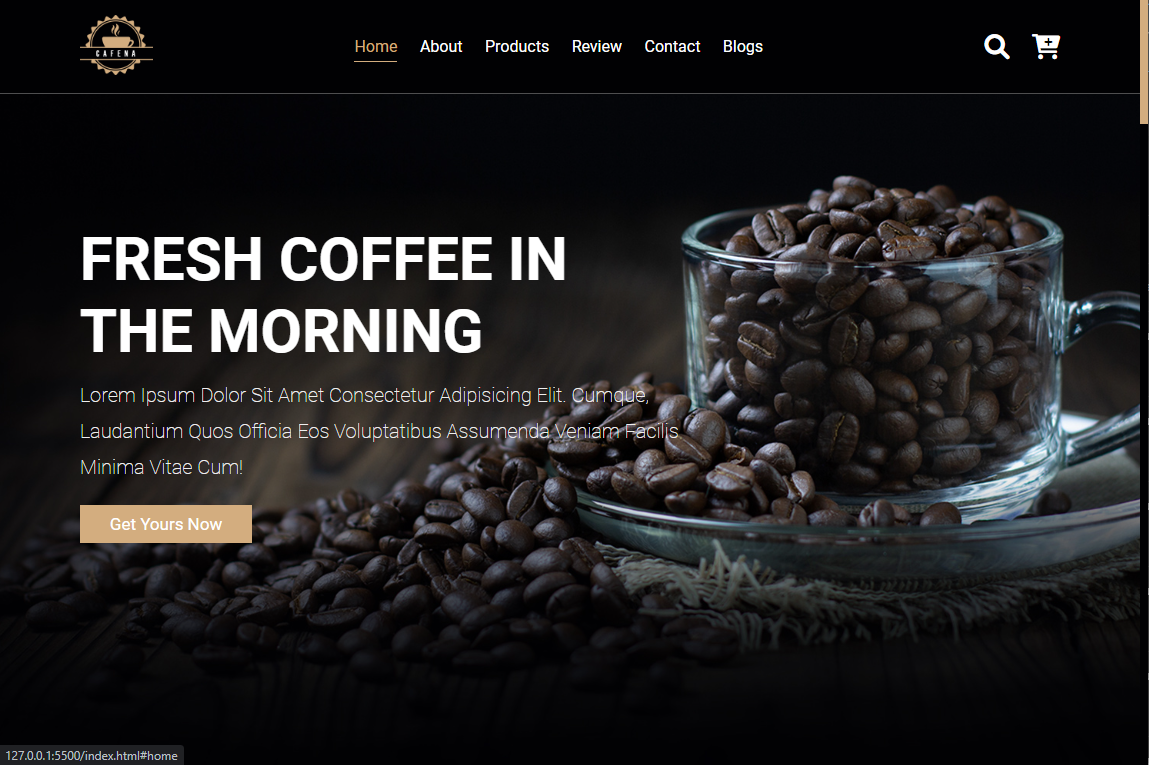 CAFENA
Home About Products Review Contact Blogs
FRESH COFFEE IN
THE MORNING
Lorem Ipsum Dolor Sit Amet Consectetur Adipisicing Elit. Cumque,
Laudantium Quos Officia Eos Voluptatibus Assumenda Veniam Facilis
Minima Vitae Cum!
Get Yours Now
127.0.0.1:5500/index.html#home